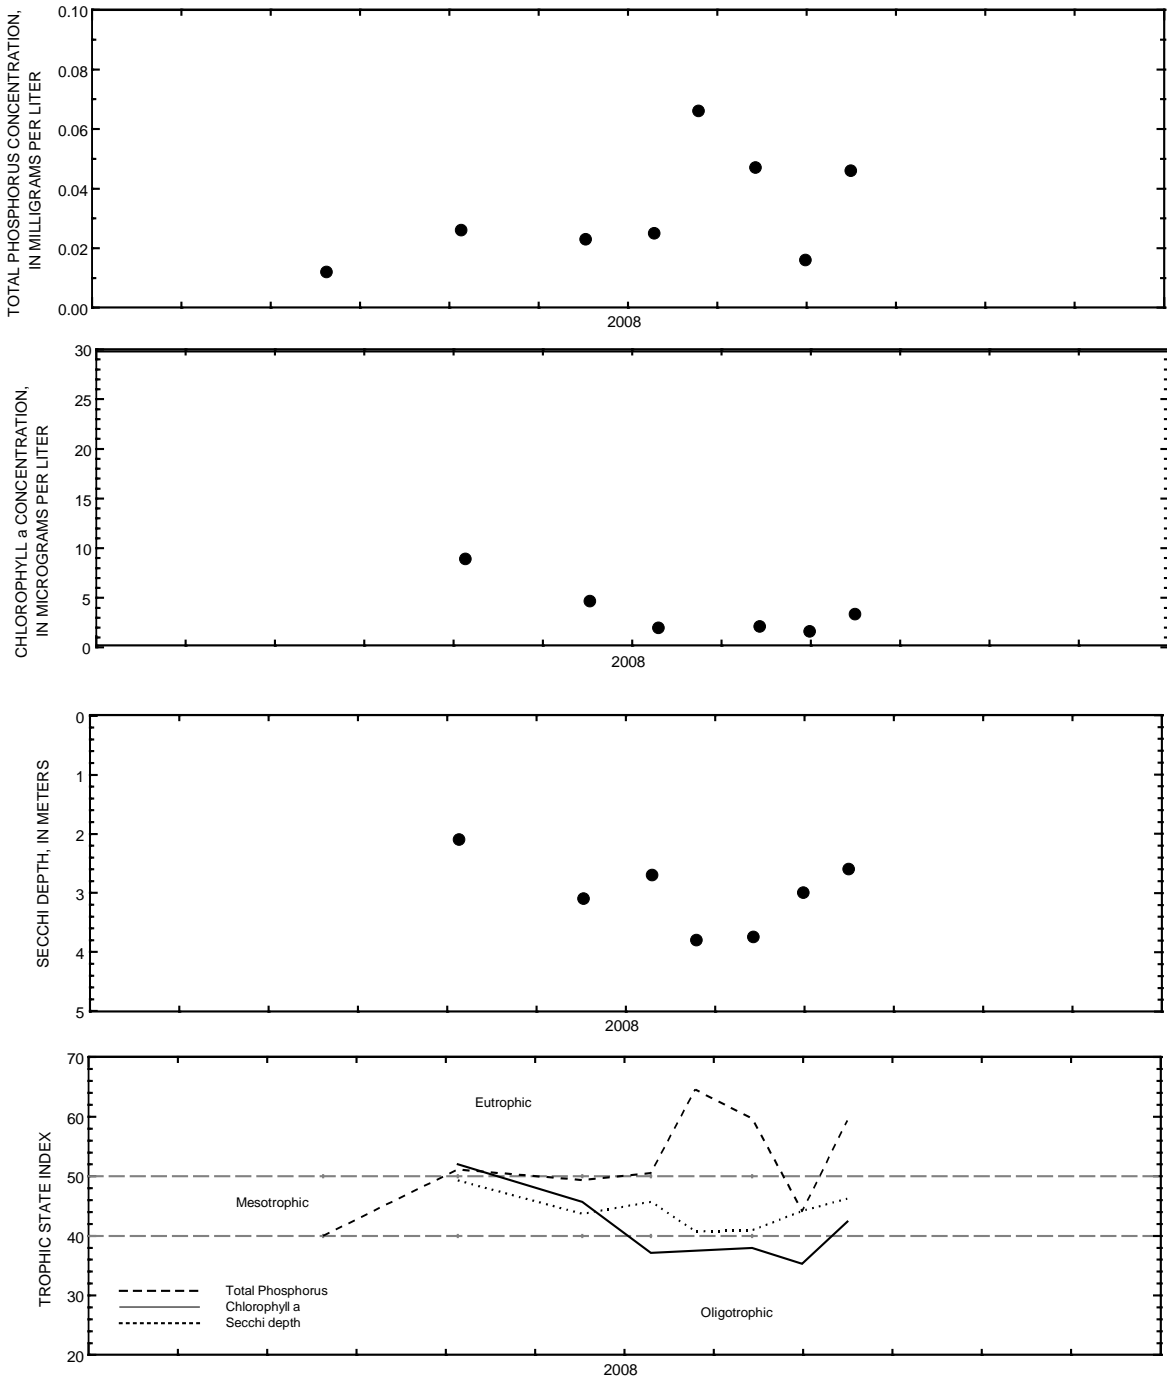 TOTAL PHOSPHORUS CONCENTRATION,
IN MILLIGRAMS PER LITER
0.10
0.08
0.06
0.04
0.02
0.00
2008
CHLOROPHYLL a CONCENTRATION,
IN MICROGRAMS PER LITER
30
25
20
15
10
5
0
2008
SECCHI DEPTH, IN METERS
0
1
2
3
4
5
2008
TROPHIC STATE INDEX
70
60
50
40
30
20
Eutrophic
Mesotrophic
Oligotrophic
Total Phosphorus
Chlorophyll a
Secchi depth
2008